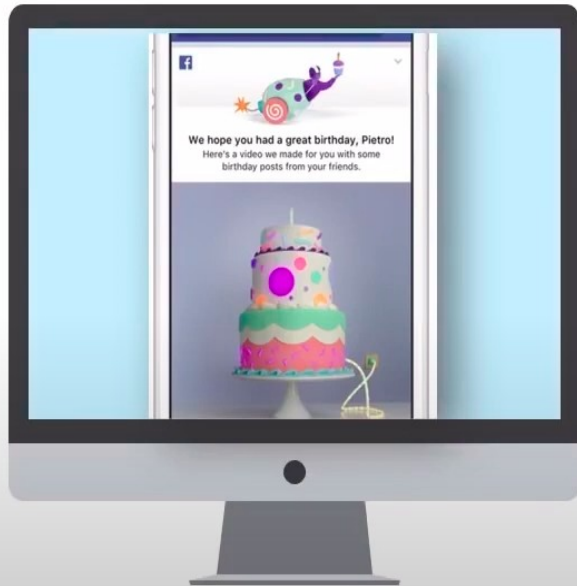 f
We hope you had a great birthday, Pietro!
Here's a video we made for you with some
birthday posts from your friends.